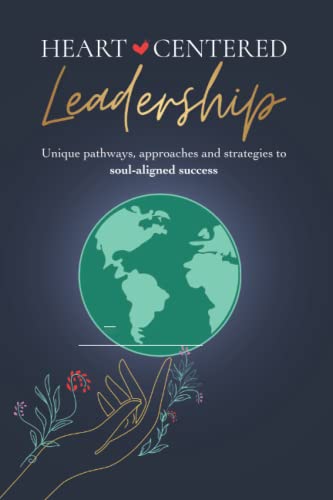 HEART CENTERED
Leadership
Unique pathways, approaches and strategies to
soul-aligned success